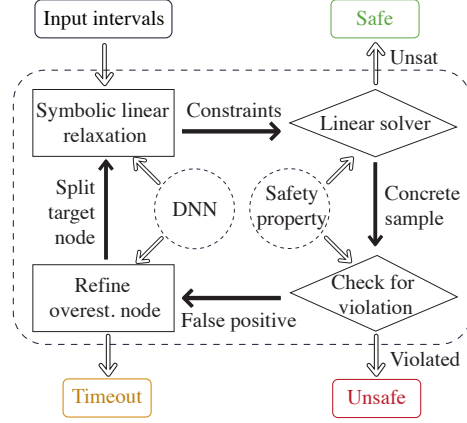 Input intervals
Safe
Unsat
Symbolic linear
relaxation
Constraints
Linear solver
Split
target
node
DNN
Safety
property
Concrete
sample
Refine
overest. node
False positive
Check for
violation
Violated
Timeout
Unsafe